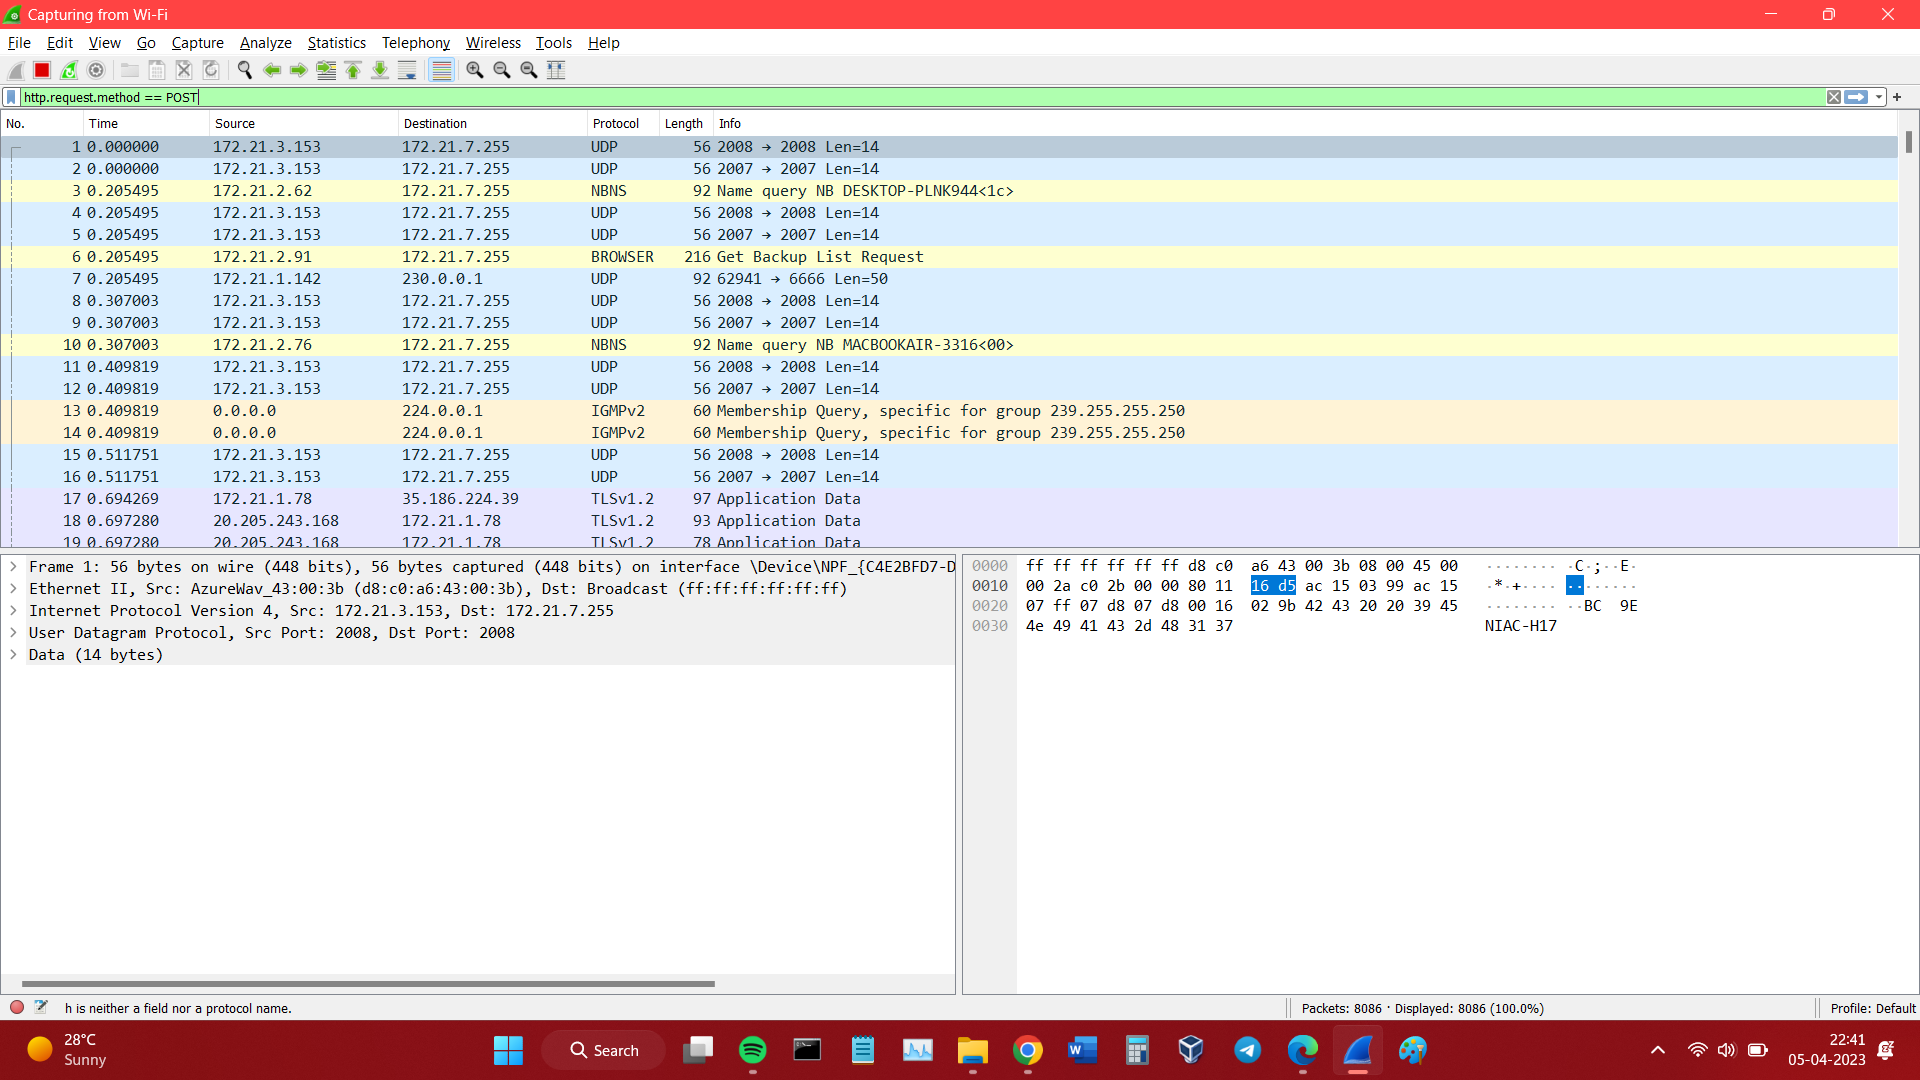 Capturing from Wi-Fi
File Edit View Go Capture Analyze Statistics Telephony Wireless Tools Help
http.request.method == POST
No. Time Source Destination Protocol Length Info
1 0.000000 172.21.3.153 172.21.7.255 UDP 56 2008 → 2008 Len=14
2 0.000000 172.21.3.153 172.21.7.255 UDP 56 2007 → 2007 Len=14
3 0.205495 172.21.2.62 172.21.7.255 NBNS 92 Name query NB DESKTOP-PLNK944<1c>
4 0.205495 172.21.3.153 172.21.7.255 UDP 56 2008 → 2008 Len=14
5 0.205495 172.21.3.153 172.21.7.255 UDP 56 2007 → 2007 Len=14
6 0.205495 172.21.2.91 172.21.7.255 BROWSER 216 Get Backup List Request
7 0.205495 172.21.1.142 230.0.0.1 UDP 92 62941 → 6666 Len=50
8 0.307003 172.21.3.153 172.21.7.255 UDP 56 2008 → 2008 Len=14
9 0.307003 172.21.3.153 172.21.7.255 UDP 56 2007 → 2007 Len=14
10 0.307003 172.21.2.76 172.21.7.255 NBNS 92 Name query NB MACBOOKAIR-3316<00>
11 0.409819 172.21.3.153 172.21.7.255 UDP 56 2008 → 2008 Len=14
12 0.409819 172.21.3.153 172.21.7.255 UDP 56 2007 → 2007 Len=14
13 0.409819 0.0.0.0 224.0.0.1 IGMPv2 60 Membership Query, specific for group 239.255.255.250
14 0.409819 0.0.0.0 224.0.0.1 IGMPv2 60 Membership Query, specific for group 239.255.255.250
15 0.511751 172.21.3.153 172.21.7.255 UDP 56 2008 → 2008 Len=14
16 0.511751 172.21.3.153 172.21.7.255 UDP 56 2007 → 2007 Len=14
17 0.694269 172.21.1.78 35.186.224.39 TLSv1.2 97 Application Data
18 0.697280 20.205.243.168 172.21.1.78 TLSv1.2 93 Application Data
19 0.697280 20.205.243.168 172.21.1.78 TLSv1.2 78 Application Data
Frame 1: 56 bytes on wire (448 bits), 56 bytes captured (448 bits) on interface \Device\NPF_{C4E2BFD7-D
Ethernet II, Src: AzureWav_43:00:3b (d8:c0:a6:43:00:3b), Dst: Broadcast (ff:ff:ff:ff:ff:ff)
Internet Protocol Version 4, Src: 172.21.3.153, Dst: 172.21.7.255
User Datagram Protocol, Src Port: 2008, Dst Port: 2008
Data (14 bytes)
0000 ff ff ff ff ff ff d8 c0 a6 43 00 3b 08 00 45 00 ········ ·C·;··E·
0010 00 2a c0 2b 00 00 80 11 16 d5 ac 15 03 99 ac 15 ·*·+···· ········
0020 07 ff 07 d8 07 d8 00 16 02 9b 42 43 20 20 39 45 ········ ··BC  9E
0030 4e 49 41 43 2d 48 31 37 NIAC-H17
h is neither a field nor a protocol name.
Packets: 8086 · Displayed: 8086 (100.0%)
Profile: Default
28°C
Sunny
Search
22:41
05-04-2023